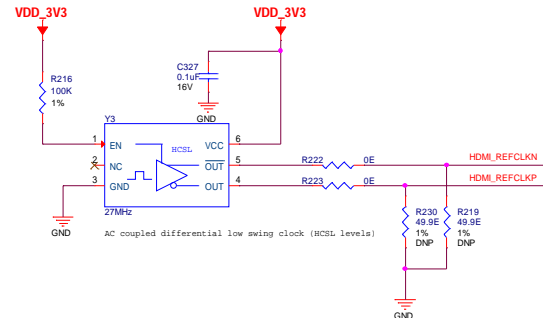 VDD_3V3
VDD_3V3
R216
100K
1%
C327
0.1uF
16V
GND
Y3
1
EN
HCSL
VCC
6
2
NC
OUT
5
R222
0E
HDMI_REFCLKN
3
GND
OUT
4
R223
0E
HDMI_REFCLKP
27MHz
GND
AC coupled differential low swing clock (HCSL levels)
R230
49.9E
1%
DNP
R219
49.9E
1%
DNP
GND